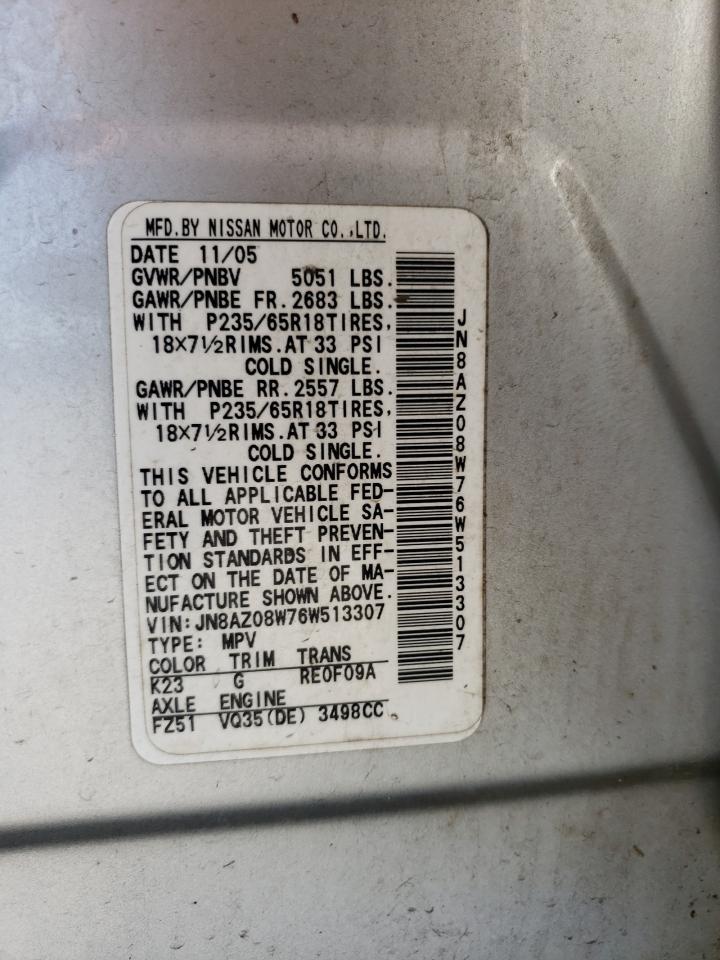 MFD.BY NISSAN MOTOR CO.,LTD.
DATE 11/05
GVWR/PNBV 5051 LBS.
GAWR/PNBE FR.2683 LBS.
WITH P235/65R18TIRES,
18×7½RIMS.AT 33 PSI
COLD SINGLE.
GAWR/PNBE RR.2557 LBS.
WITH P235/65R18TIRES,
18×7½RIMS.AT 33 PSI
COLD SINGLE.
THIS VEHICLE CONFORMS
TO ALL APPLICABLE FED-
ERAL MOTOR VEHICLE SA-
FETY AND THEFT PREVEN-
TION STANDARDS IN EFF-
ECT ON THE DATE OF MA-
NUFACTURE SHOWN ABOVE.
VIN:JN8AZ08W76W513307
TYPE: MPV
COLOR TRIM TRANS
K23 G RE0F09A
AXLE ENGINE
FZ51 VQ35(DE) 3498CC
JN8AZ08W76W513307